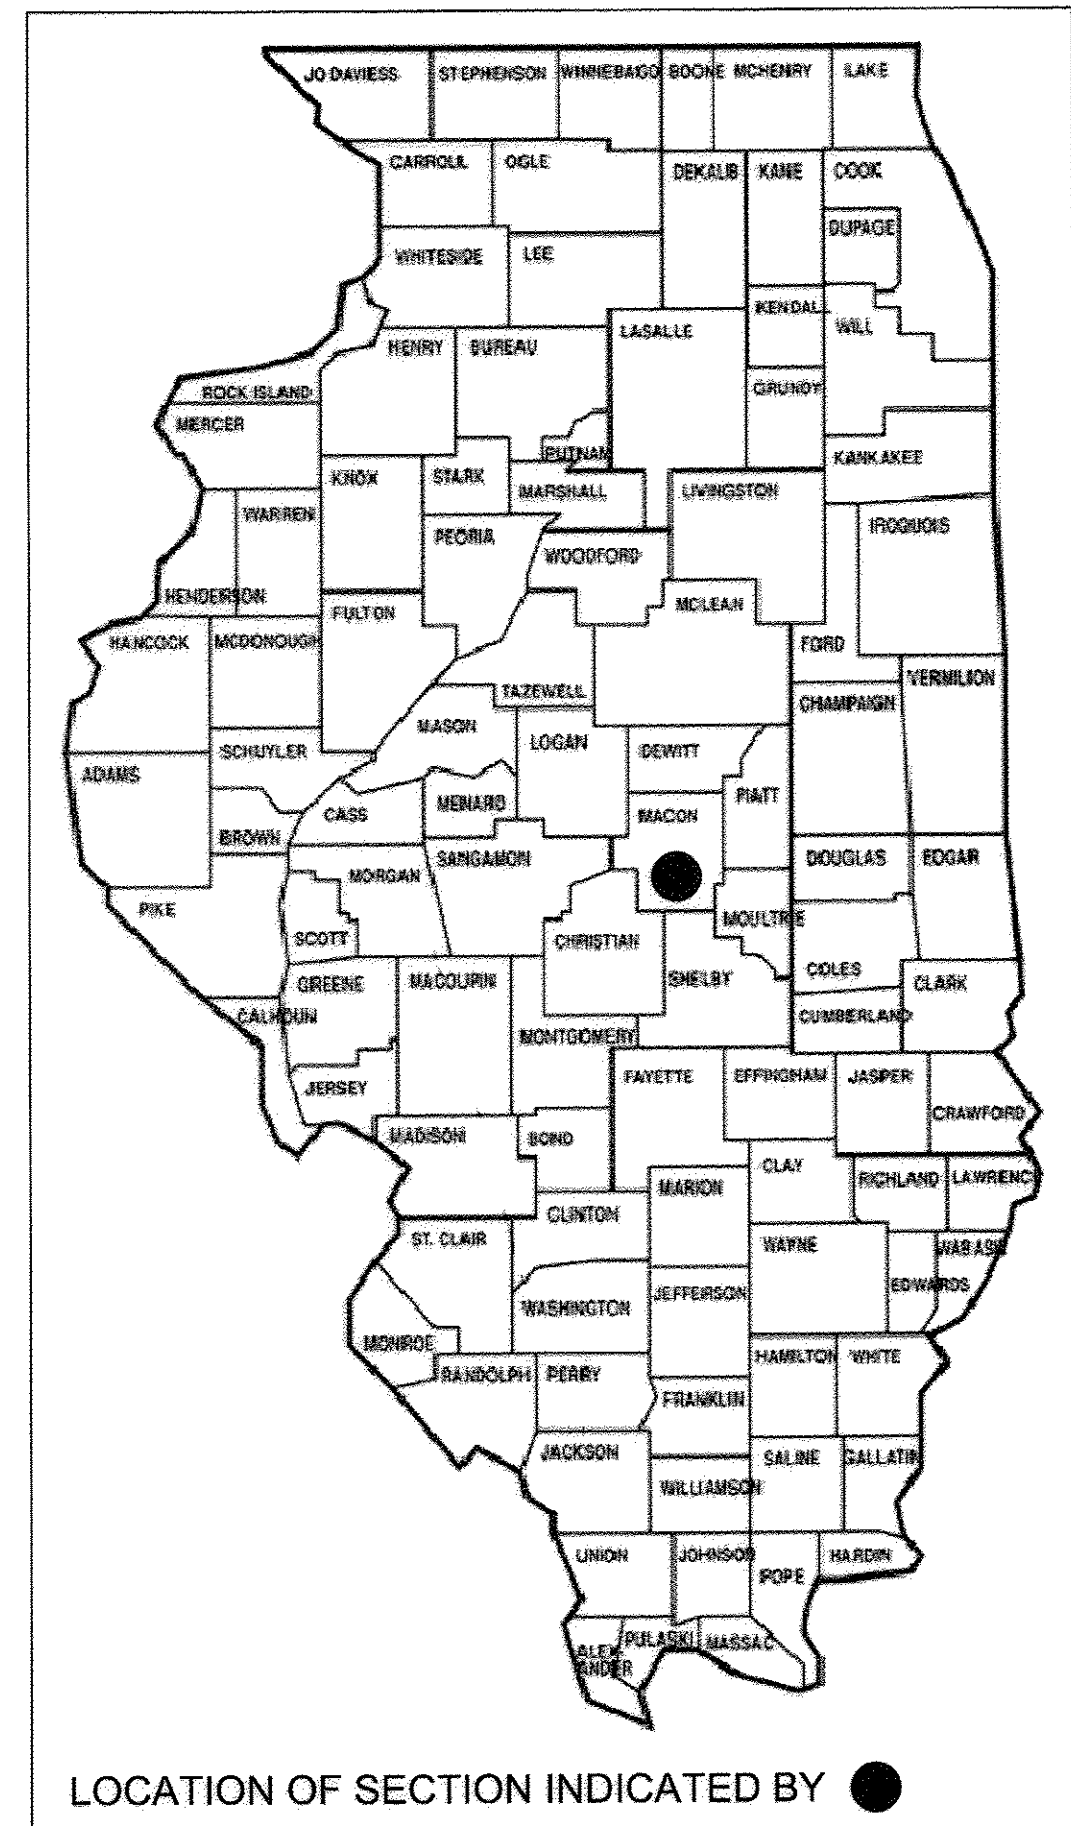 JO DAVIESS STEPHENSON WINNEBAGO BOONE MCHENRY LAKE
CARROLL OGLE DEKALB KANE COOK
DUPAGE
WHITESIDE LEE
KENDALL
LASALLE WILL
HENRY BUREAU
ROCK ISLAND GRUNDY
MERCER
PUTNAM KANKAKEE
KNOX STARK MARSHALL LIVINGSTON
WARREN IROQUOIS
PEORIA
WOODFORD
HENDERSON MCLEAN
FULTON
HANCOCK MCDONOUGH FORD
VERMILION
TAZEWELL
CHAMPAIGN
MASON
LOGAN
SCHUYLER DEWITT
ADAMS
MENARD PIATT
CASS MACON
BROWN
SANGAMON DOUGLAS EDGAR
MORGAN
PIKE
MOULTRIE
SCOTT CHRISTIAN
COLES
GREENE MACOUPIN SHELBY CLARK
CALHOUN CUMBERLAND
MONTGOMERY
FAYETTE EFFINGHAM JASPER
JERSEY
CRAWFORD
MADISON BOND
CLAY
RICHLAND LAWRENC
MARION
CLINTON
ST. CLAIR WAYNE WABASH
EDWARDS
JEFFERSON
WASHINGTON
MONROE
HAMILTON WHITE
RANDOLPH PERRY
FRANKLIN
JACKSON SALINE GALLATIN
WILLIAMSON
UNION JOHNSON HARDIN
POPE
PULASKI MASSAC
ALEX-
ANDER
LOCATION OF SECTION INDICATED BY